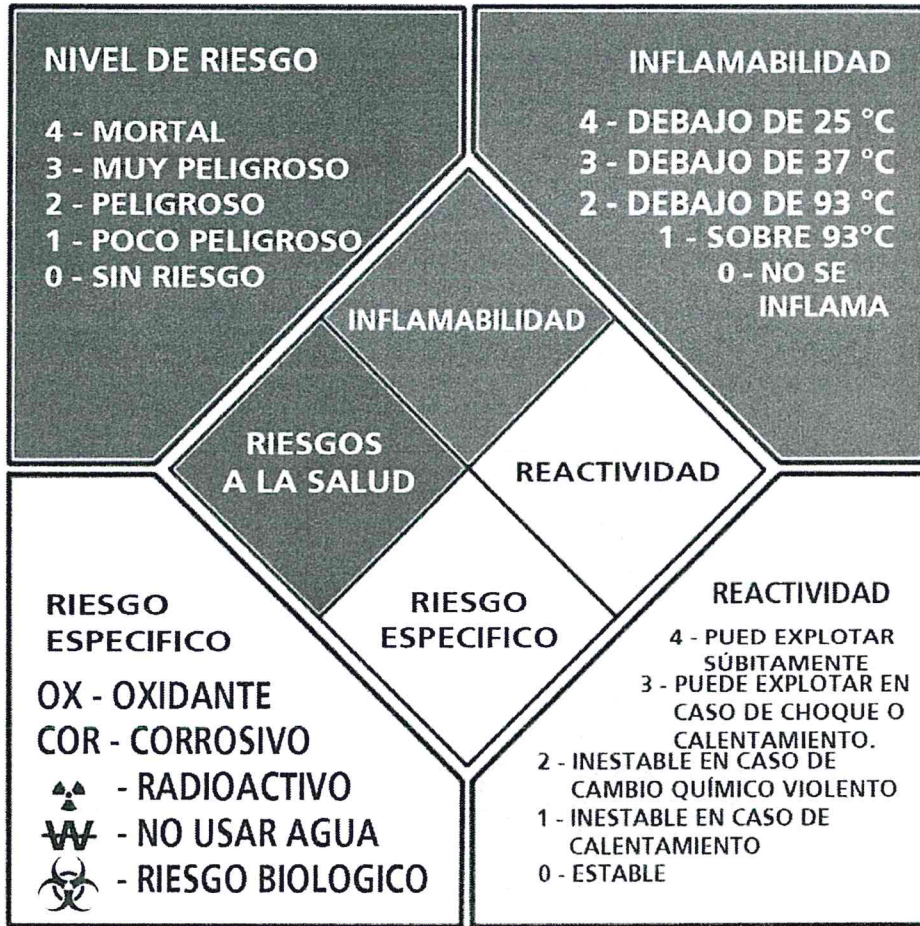 NIVEL DE RIESGO
4 - MORTAL
3 - MUY PELIGROSO
2 - PELIGROSO
1 - POCO PELIGROSO
0 - SIN RIESGO
INFLAMABILIDAD
4 - DEBAJO DE 25 °C
3 - DEBAJO DE 37 °C
2 - DEBAJO DE 93 °C
1 - SOBRE 93°C
0 - NO SE
INFLAMA
INFLAMABILIDAD
RIESGOS
A LA SALUD
REACTIVIDAD
RIESGO
ESPECIFICO
RIESGO
ESPECIFICO
OX - OXIDANTE
COR - CORROSIVO
- RADIOACTIVO
W - NO USAR AGUA
- RIESGO BIOLOGICO
REACTIVIDAD
4 - PUED EXPLOTAR
SÚBITAMENTE
3 - PUEDE EXPLOTAR EN
CASO DE CHOQUE O
CALENTAMIENTO.
2 - INESTABLE EN CASO DE
CAMBIO QUÍMICO VIOLENTO
1 - INESTABLE EN CASO DE
CALENTAMIENTO
0 - ESTABLE